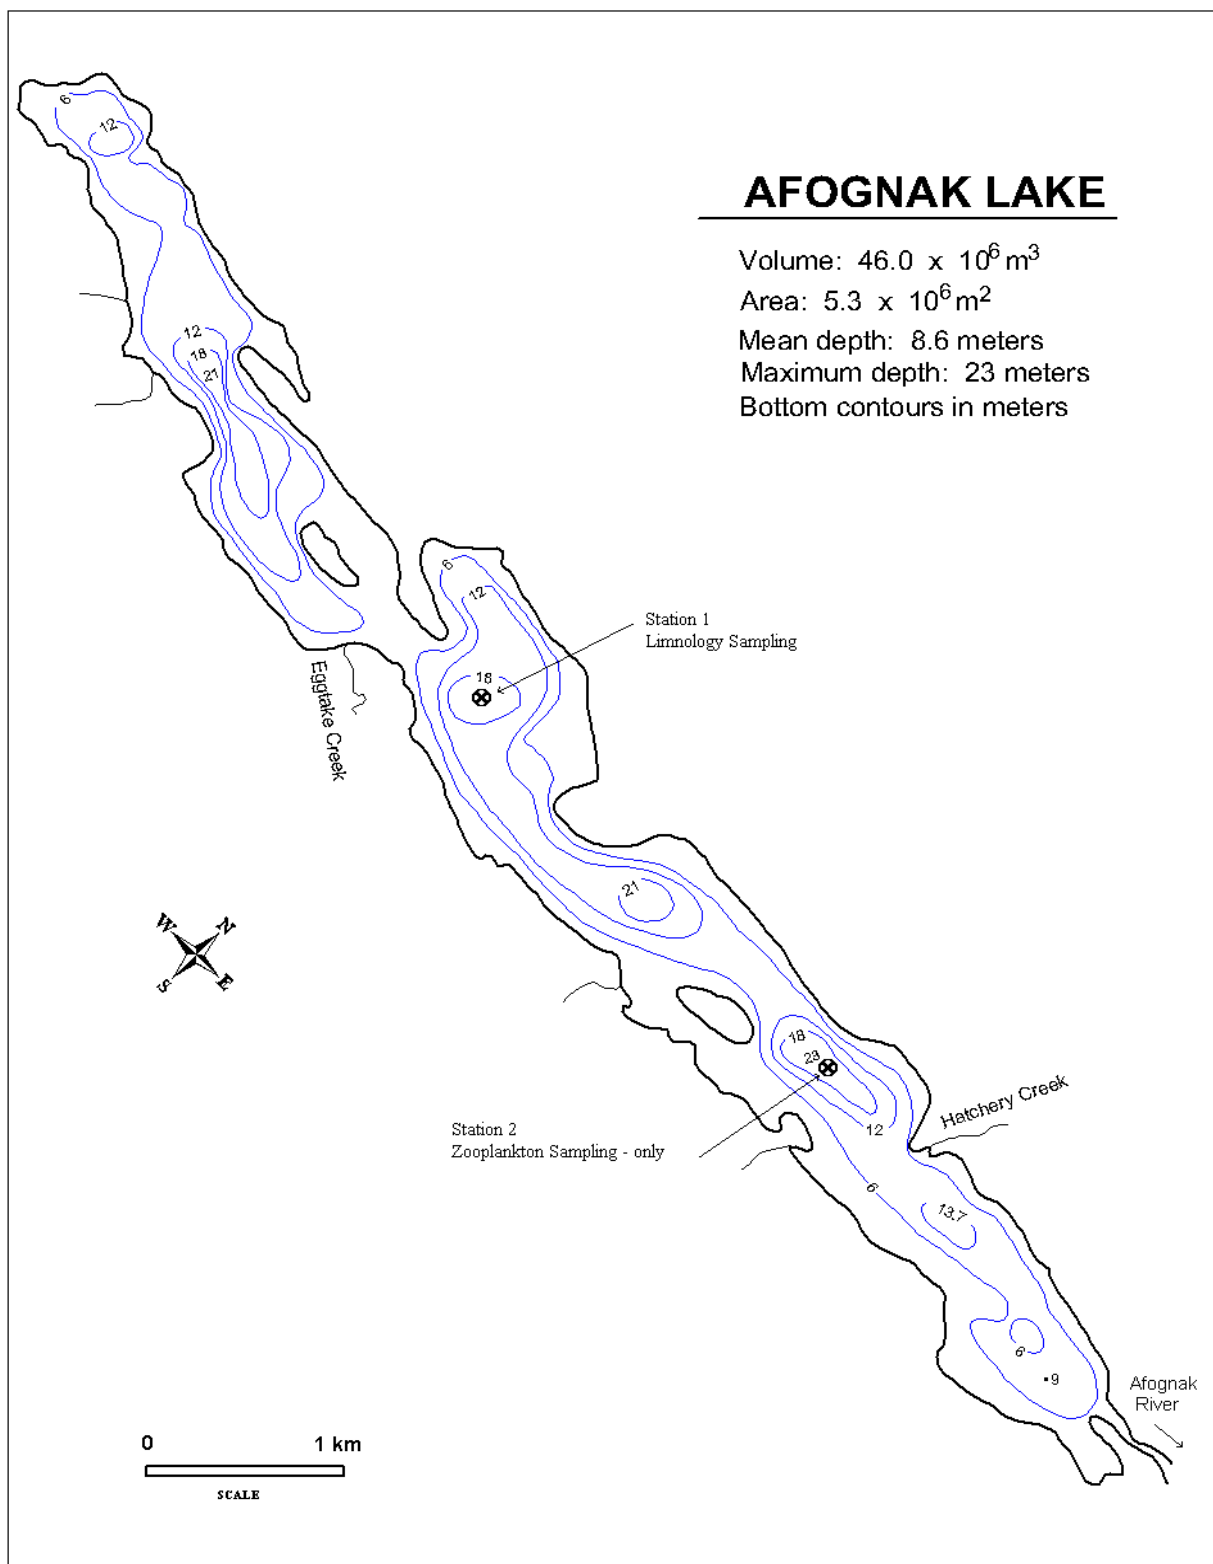 AFOGNAK LAKE
Volume: 46.0 x 10⁶ m³
Area: 5.3 x 10⁶ m²
Mean depth: 8.6 meters
Maximum depth: 23 meters
Bottom contours in meters
6
12
12
18
21
6
12
Station 1
Limnology Sampling
18
Eggtake Creek
21
W N
S E
18
23
Hatchery Creek
12
Station 2
Zooplankton Sampling - only
6
13.7
6
9
Afognak
River
0 1 km
SCALE